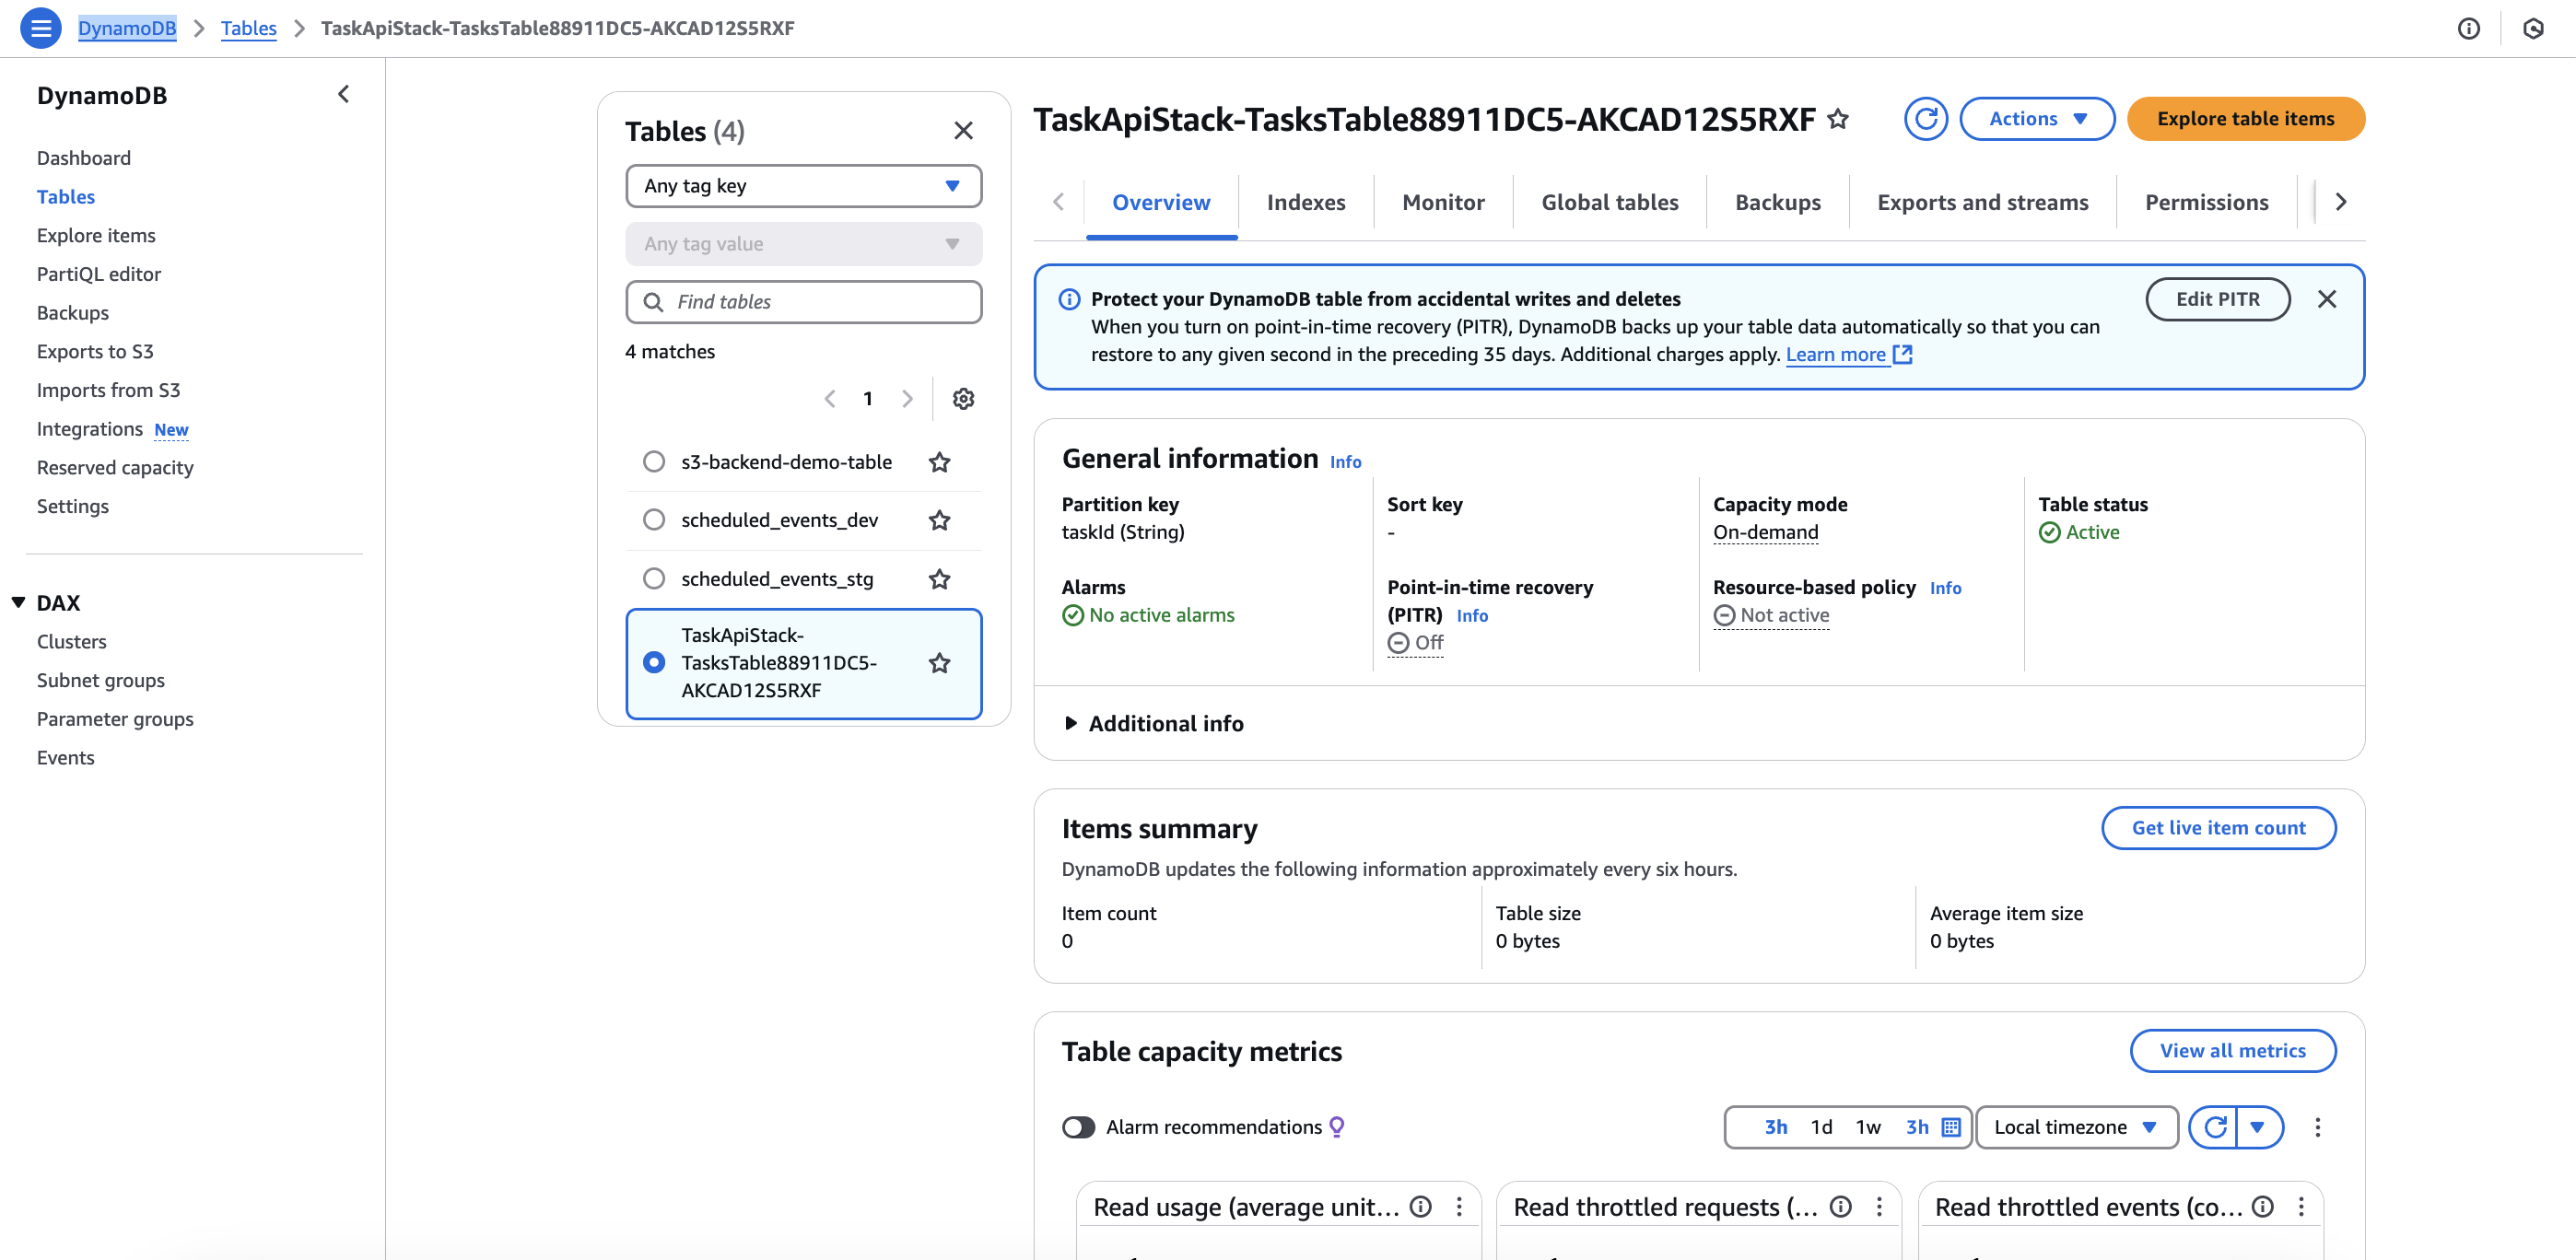 DynamoDB > Tables > TaskApiStack-TasksTable88911DC5-AKCAD12S5RXF
DynamoDB
Dashboard
Tables
Explore items
PartiQL editor
Backups
Exports to S3
Imports from S3
Integrations New
Reserved capacity
Settings
DAX
Clusters
Subnet groups
Parameter groups
Events
Tables (4)
Any tag key
Any tag value
Find tables
4 matches
1
s3-backend-demo-table
scheduled_events_dev
scheduled_events_stg
TaskApiStack-
TasksTable88911DC5-
AKCAD12S5RXF
TaskApiStack-TasksTable88911DC5-AKCAD12S5RXF
Actions
Explore table items
Overview
Indexes
Monitor
Global tables
Backups
Exports and streams
Permissions
Protect your DynamoDB table from accidental writes and deletes
When you turn on point-in-time recovery (PITR), DynamoDB backs up your table data automatically so that you can
restore to any given second in the preceding 35 days. Additional charges apply. Learn more
Edit PITR
General information Info
Partition key
taskId (String)
Sort key
-
Capacity mode
On-demand
Table status
Active
Alarms
No active alarms
Point-in-time recovery
(PITR) Info
Off
Resource-based policy Info
Not active
Additional info
Items summary
Get live item count
DynamoDB updates the following information approximately every six hours.
Item count
0
Table size
0 bytes
Average item size
0 bytes
Table capacity metrics
View all metrics
Alarm recommendations
3h 1d 1w 3h
Local timezone
Read usage (average unit...
Read throttled requests (...
Read throttled events (co...